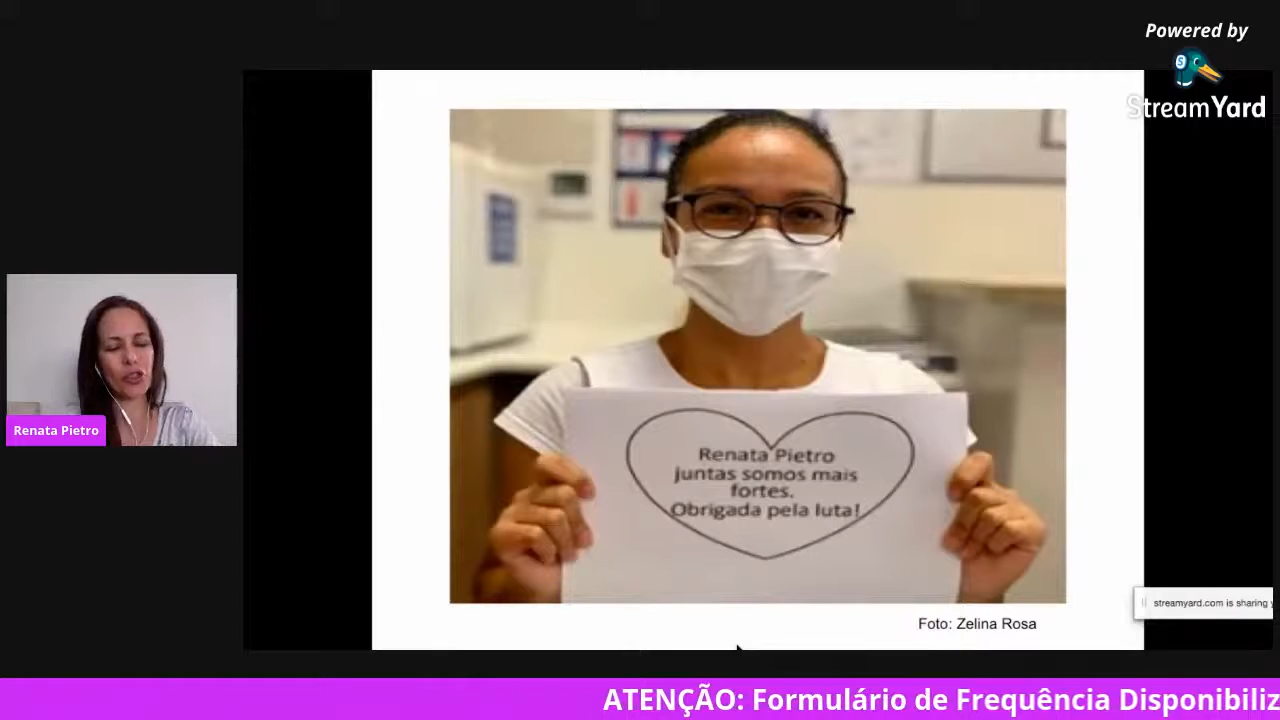 Powered by
StreamYard
Renata Pietro
juntas somos mais
fortes.
Obrigada pela luta!
Renata Pietro
streamyard.com is sharing
Foto: Zelina Rosa
ATENÇÃO: Formulário de Frequência Disponibiliz